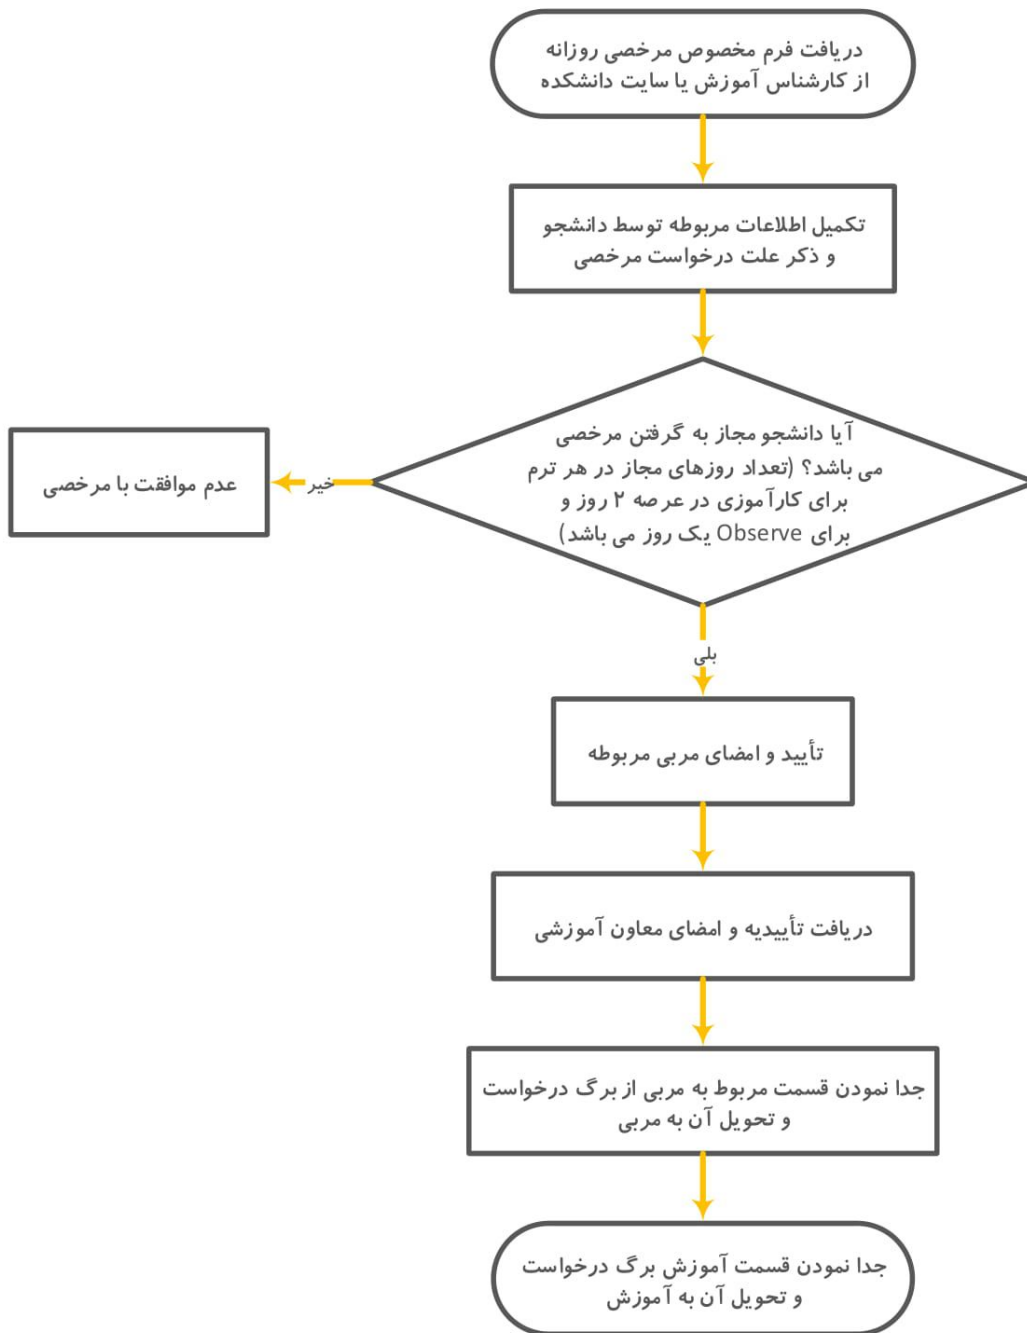 دریافت فرم مخصوص مرخصی روزانه
از کارشناس آموزش یا سایت دانشکده
تکمیل اطلاعات مربوطه توسط دانشجو
و ذکر علت درخواست مرخصی
آیا دانشجو مجاز به گرفتن مرخصی
می باشد؟ (تعداد روزهای مجاز در هر ترم
برای کارآموزی در عرصه ۲ روز و
برای Observe یک روز می باشد)
خیر
عدم موافقت با مرخصی
بلی
تأیید و امضای مربی مربوطه
دریافت تأییدیه و امضای معاون آموزشی
جدا نمودن قسمت مربوط به مربی از برگ درخواست
و تحویل آن به مربی
جدا نمودن قسمت آموزش برگ درخواست
و تحویل آن به آموزش